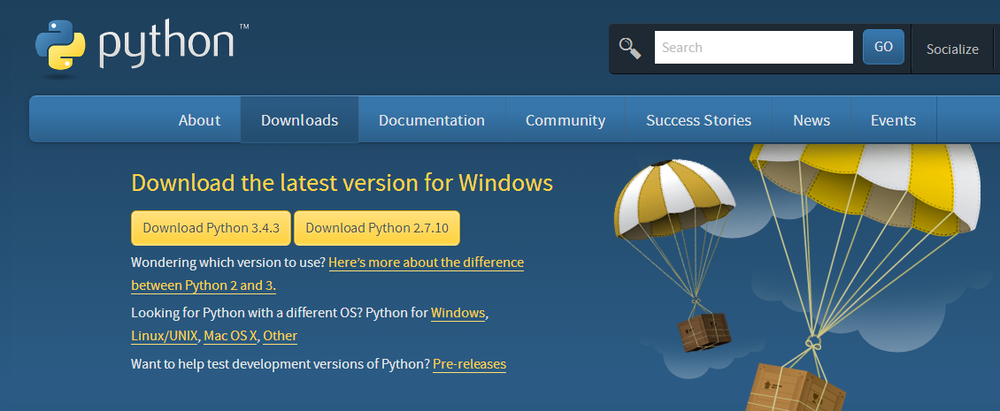 python™
Search
GO
Socialize
About
Downloads
Documentation
Community
Success Stories
News
Events
Download the latest version for Windows
Download Python 3.4.3
Download Python 2.7.10
Wondering which version to use? Here’s more about the difference
between Python 2 and 3.
Looking for Python with a different OS? Python for Windows,
Linux/UNIX, Mac OS X, Other
Want to help test development versions of Python? Pre-releases